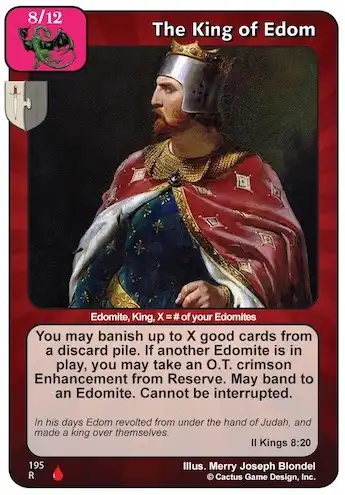 8/12
The King of Edom
Edomite, King, X = # of your Edomites
You may banish up to X good cards from
a discard pile. If another Edomite is in
play, you may take an O.T. crimson
Enhancement from Reserve. May band to
an Edomite. Cannot be interrupted.
In his days Edom revolted from under the hand of Judah, and
made a king over themselves.
II Kings 8:20
195
R
Illus. Merry Joseph Blondel
© Cactus Game Design, Inc.